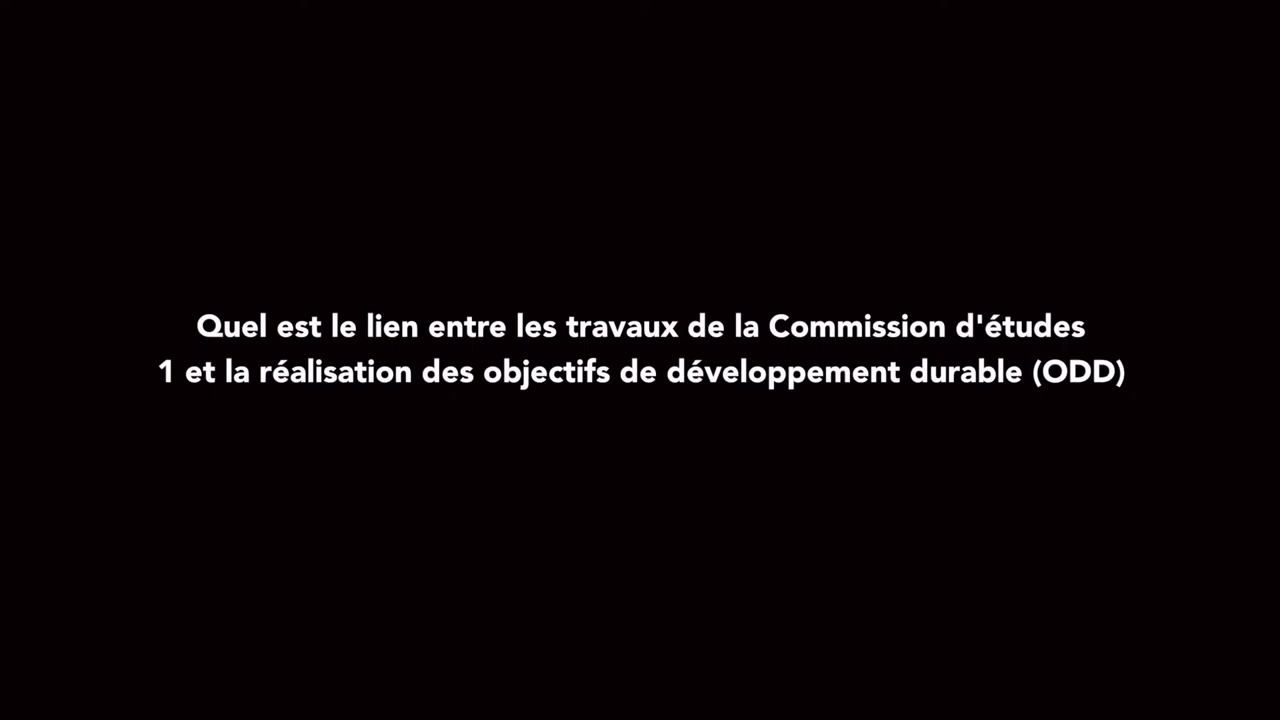 Quel est le lien entre les travaux de la Commission d'études
1 et la réalisation des objectifs de développement durable (ODD)